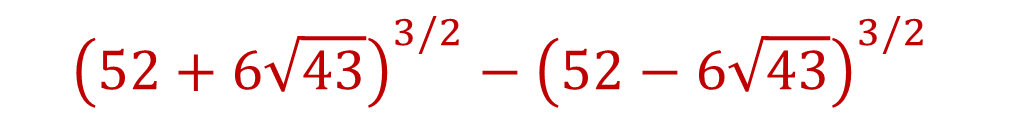 (52 + 6√43)^{3/2} − (52 − 6√43)^{3/2}